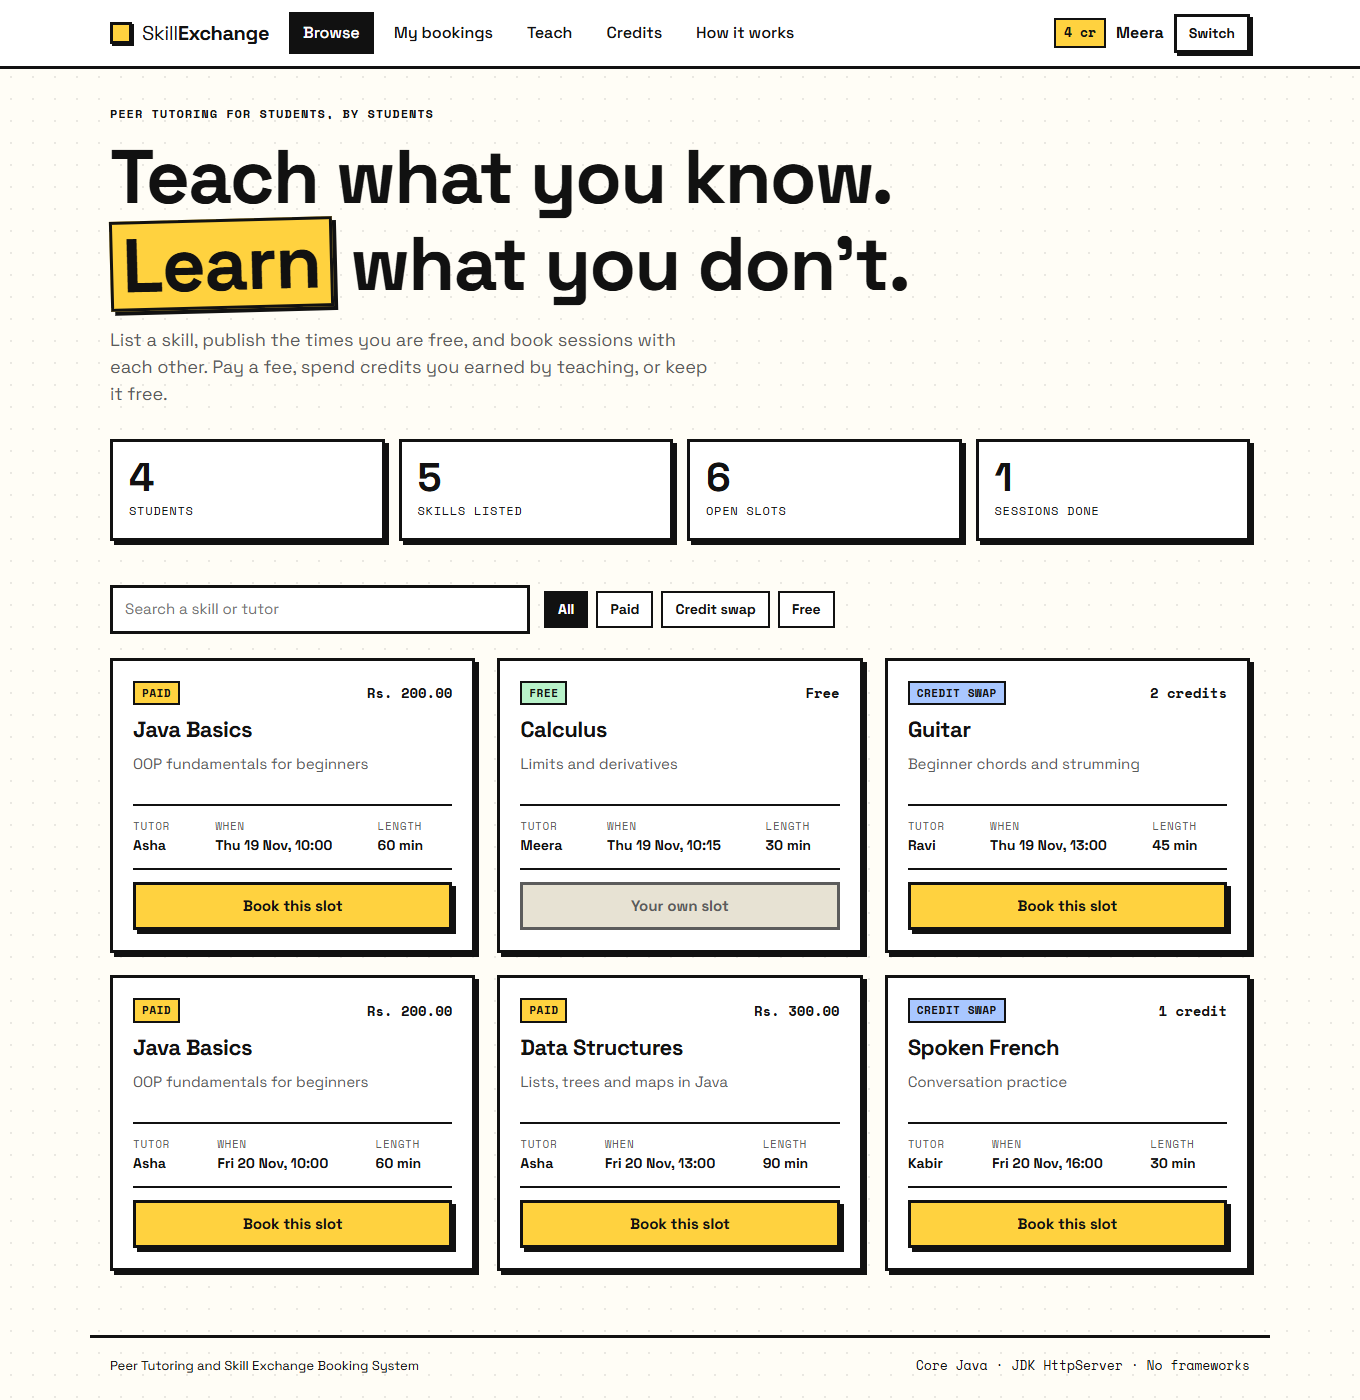 SkillExchange Browse My bookings Teach Credits How it works 4 cr Meera Switch
PEER TUTORING FOR STUDENTS, BY STUDENTS
Teach what you know.
Learn what you don’t.
List a skill, publish the times you are free, and book sessions with
each other. Pay a fee, spend credits you earned by teaching, or keep
it free.
4 5 6 1
STUDENTS SKILLS LISTED OPEN SLOTS SESSIONS DONE
Search a skill or tutor All Paid Credit swap Free
PAID Rs. 200.00
Java Basics
OOP fundamentals for beginners
TUTOR WHEN LENGTH
Asha Thu 19 Nov, 10:00 60 min
Book this slot
FREE Free
Calculus
Limits and derivatives
TUTOR WHEN LENGTH
Meera Thu 19 Nov, 10:15 30 min
Your own slot
CREDIT SWAP 2 credits
Guitar
Beginner chords and strumming
TUTOR WHEN LENGTH
Ravi Thu 19 Nov, 13:00 45 min
Book this slot
PAID Rs. 200.00
Java Basics
OOP fundamentals for beginners
TUTOR WHEN LENGTH
Asha Fri 20 Nov, 10:00 60 min
Book this slot
PAID Rs. 300.00
Data Structures
Lists, trees and maps in Java
TUTOR WHEN LENGTH
Asha Fri 20 Nov, 13:00 90 min
Book this slot
CREDIT SWAP 1 credit
Spoken French
Conversation practice
TUTOR WHEN LENGTH
Kabir Fri 20 Nov, 16:00 30 min
Book this slot
Peer Tutoring and Skill Exchange Booking System Core Java · JDK HttpServer · No frameworks